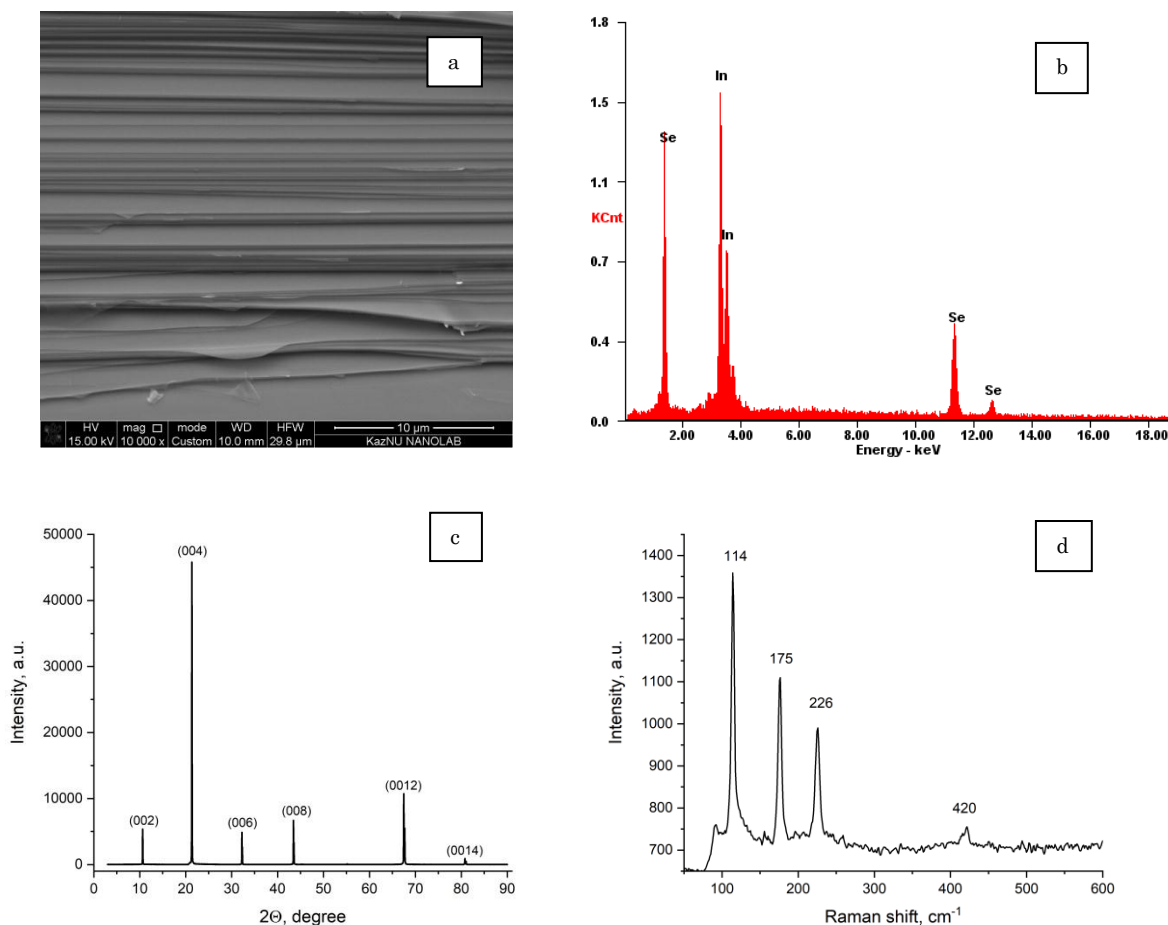 a
HV mag □ mode WD HFW 10 µm
15.00 kV 10 000 x Custom 10.0 mm 29.8 µm KazNU NANOLAB
b
1.8
1.5
1.1
KCnt
0.7
0.4
0.0
Se
In
In
Se
Se
2.00 4.00 6.00 8.00 10.00 12.00 14.00 16.00 18.00
Energy - keV
c
Intensity, a.u.
50000
40000
30000
20000
10000
0
(002)
(004)
(006)
(008)
(0012)
(0014)
0 10 20 30 40 50 60 70 80 90
2Θ, degree
d
Intensity, a.u.
1400
1300
1200
1100
1000
900
800
700
114
175
226
420
100 200 300 400 500 600
Raman shift, cm⁻¹